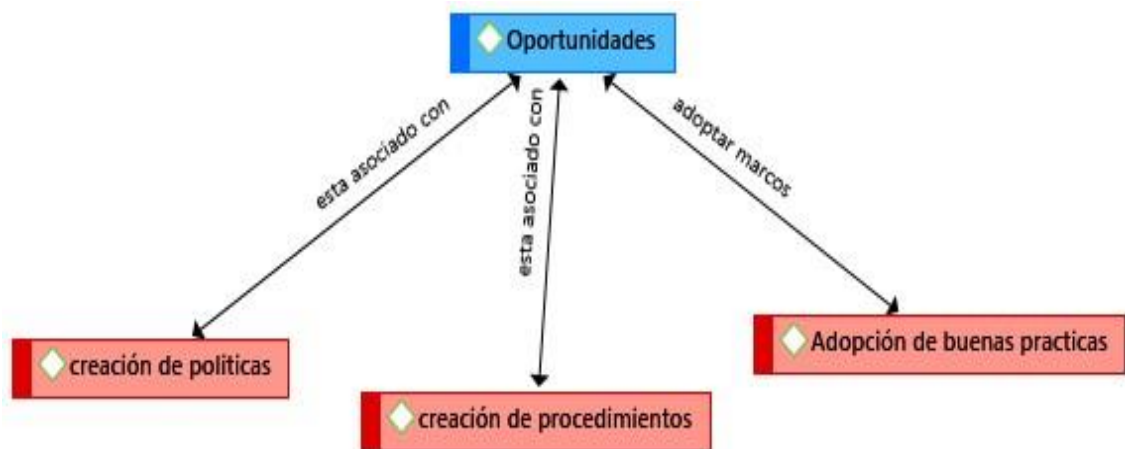 Oportunidades
esta asociado con
esta asociado con
adoptar marcos
creación de politicas
creación de procedimientos
Adopción de buenas practicas